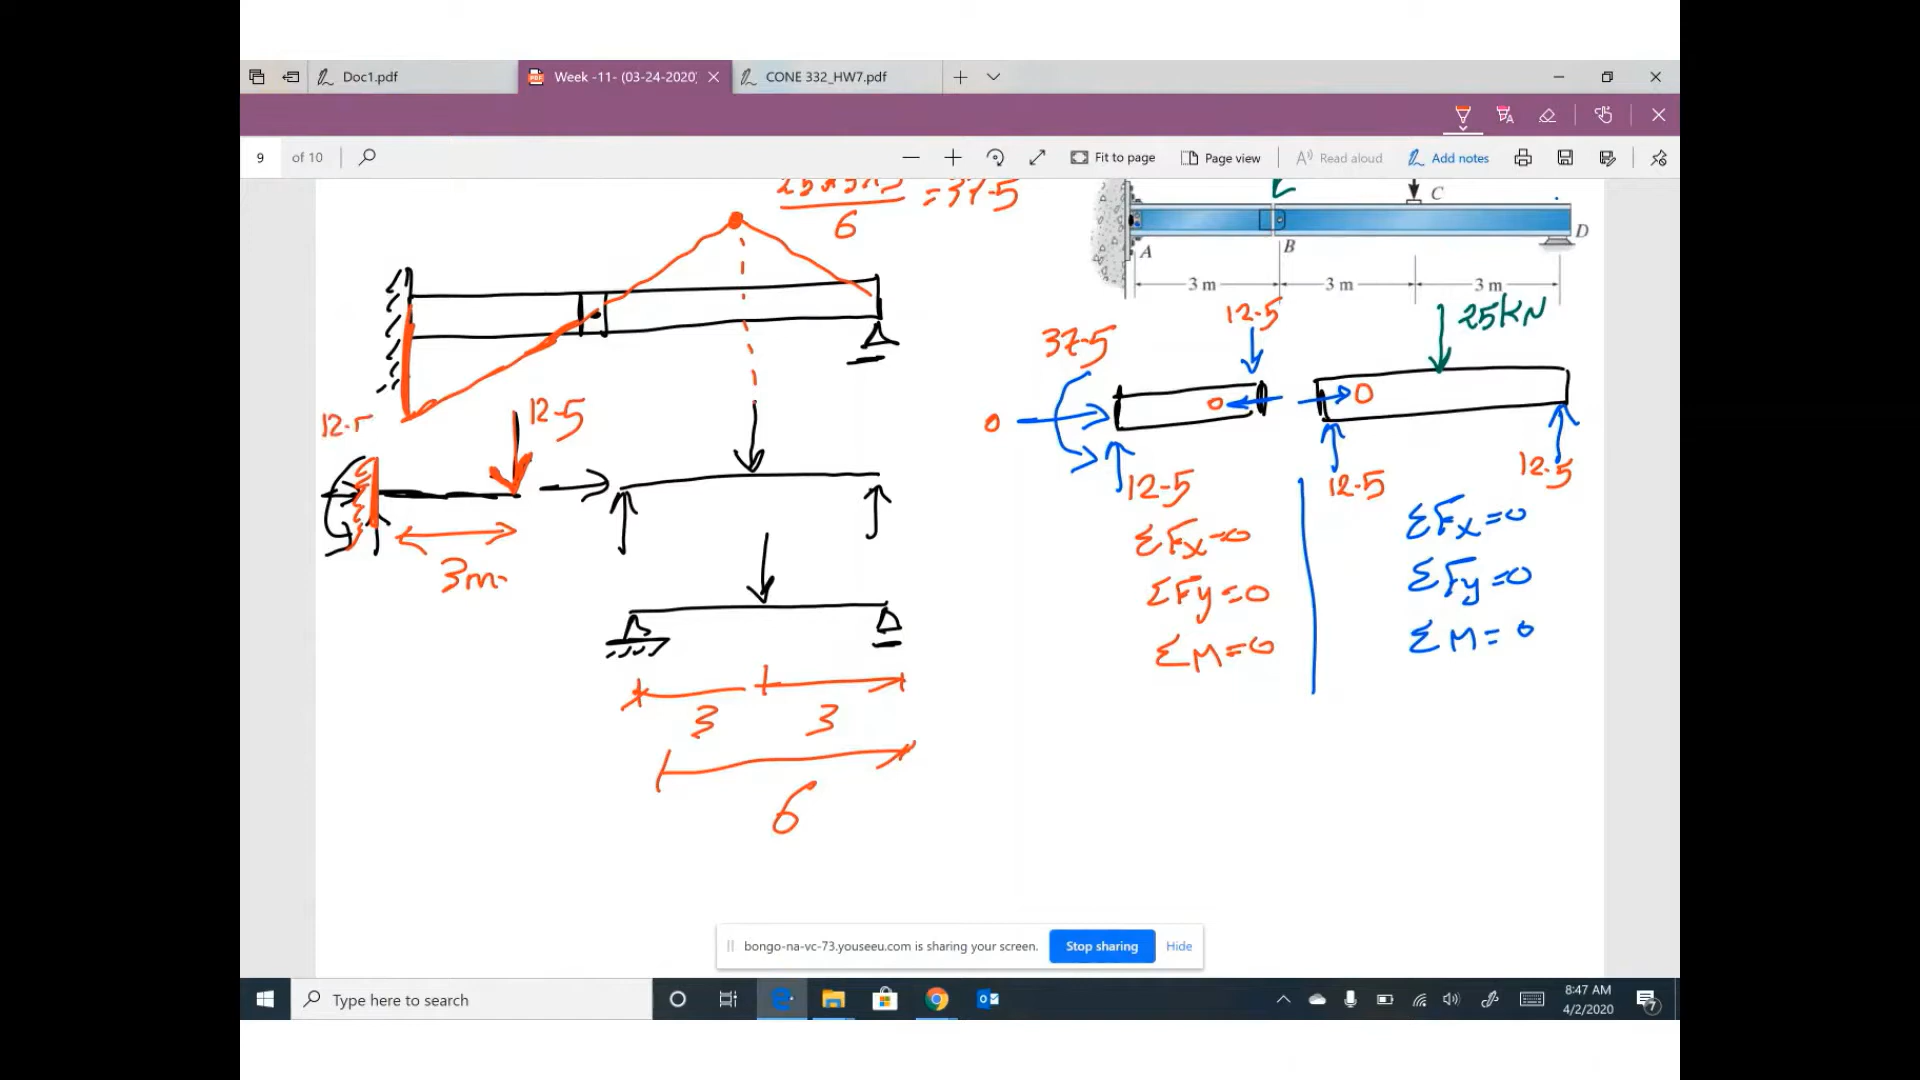 Doc1.pdf
Week -11- (03-24-2020)
CONE 332_HW7.pdf
9 of 10
Fit to page
Page view
Read aloud
Add notes
= 37.5
6
C
A
B
D
3 m
3 m
3 m
12.5
25KN
37.5
0
0
0
12.5
12.5
12.5
12.5
12.5
3m
ΣFx=0
ΣFy=0
ΣM=0
ΣFx=0
ΣFy=0
ΣM=0
3
3
6
bongo-na-vc-73.youseeu.com is sharing your screen.
Stop sharing
Hide
Type here to search
8:47 AM
4/2/2020
7